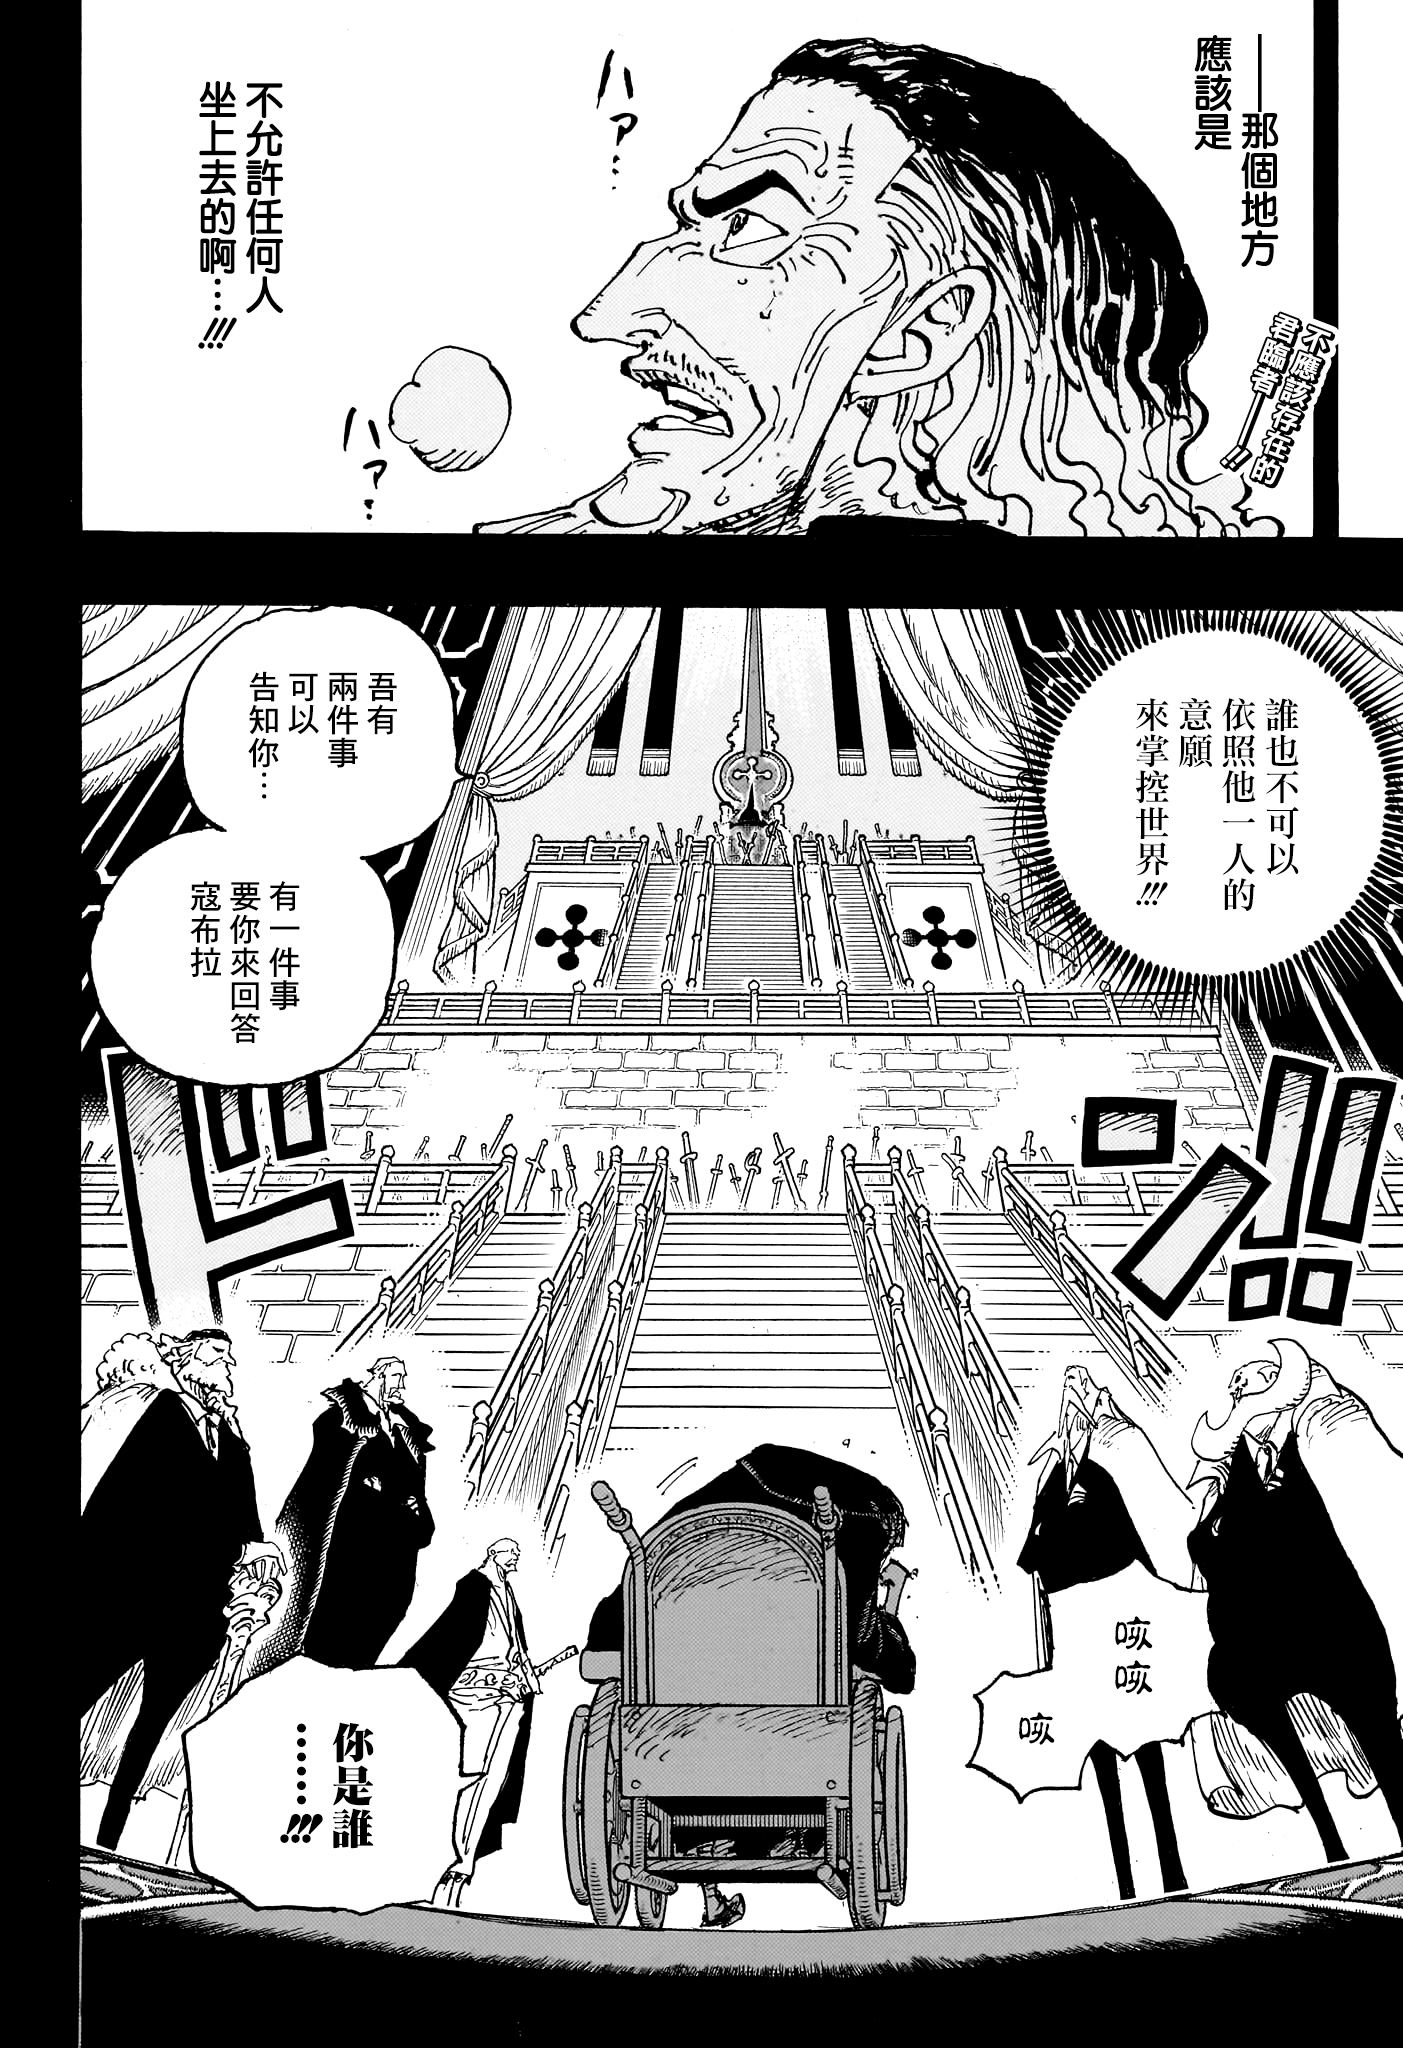 ——那個地方
應該是
不應該存在的
君臨者——!!
ハァ…
不允許任何人
坐上去的啊…!!!
ハァ…
誰也不可以
依照他一人的
意願
來掌控世界!!!
吾有
兩件事
可以
告知你…
有一件事
要你來回答
寇布拉
ドン!!
咳
咳
咳
你是誰
……!!!